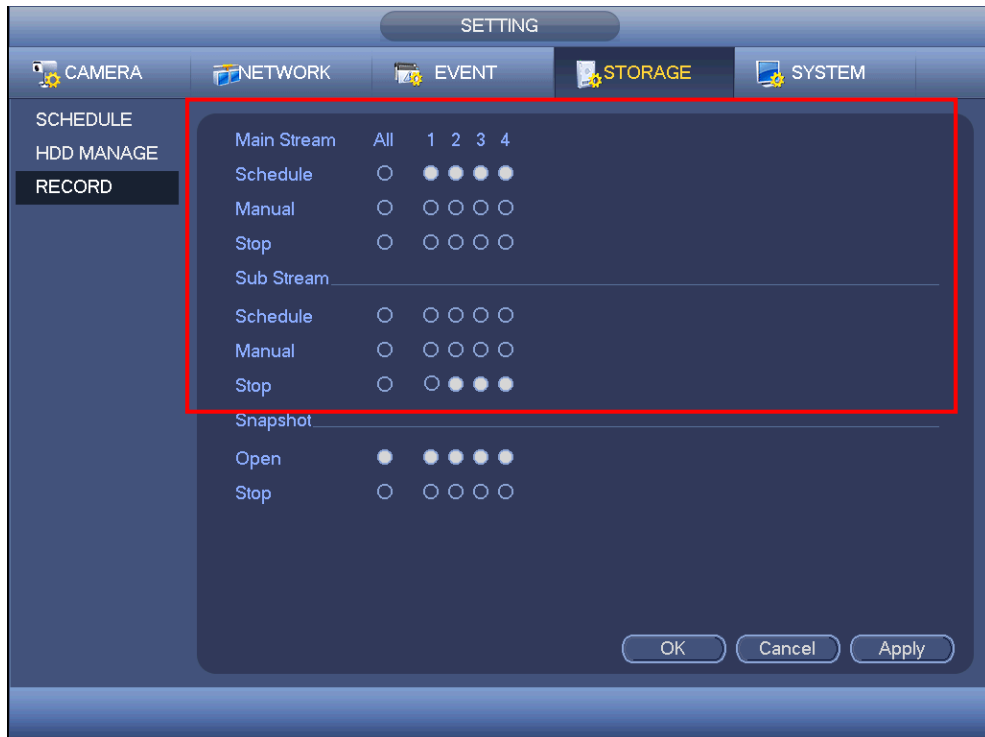 SETTING
CAMERA NETWORK EVENT STORAGE SYSTEM
SCHEDULE
HDD MANAGE
RECORD
Main Stream All 1 2 3 4
Schedule
Manual
Stop
Sub Stream
Schedule
Manual
Stop
Snapshot
Open
Stop
OK Cancel Apply